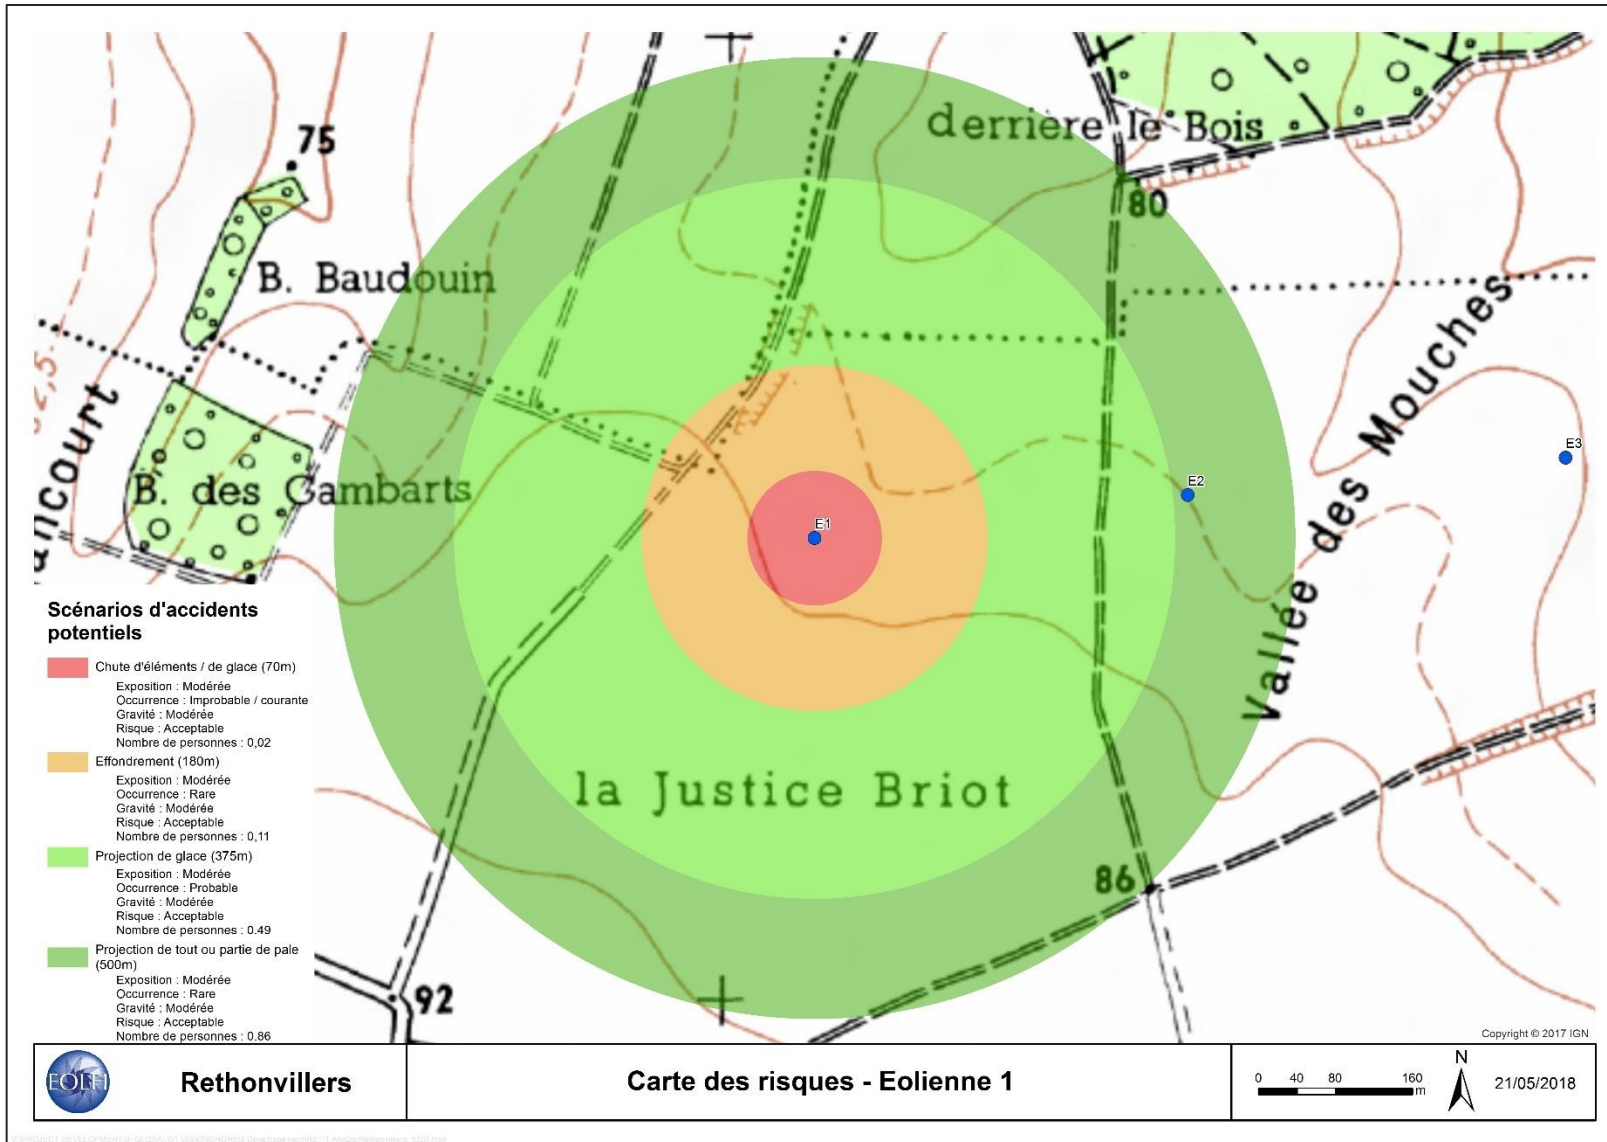 75
derrière le Bois
80
B. Baudouin
Vallée des Mouches
ancourt
B. des Gambarts
E1
E2
E3
la Justice Briot
86
92
Scénarios d'accidents
potentiels
Chute d'éléments / de glace (70m)
Exposition : Modérée
Occurrence : Improbable / courante
Gravité : Modérée
Risque : Acceptable
Nombre de personnes : 0,02
Effondrement (180m)
Exposition : Modérée
Occurrence : Rare
Gravité : Modérée
Risque : Acceptable
Nombre de personnes : 0,11
Projection de glace (375m)
Exposition : Modérée
Occurrence : Probable
Gravité : Modérée
Risque : Acceptable
Nombre de personnes : 0.49
Projection de tout ou partie de pale
(500m)
Exposition : Modérée
Occurrence : Rare
Gravité : Modérée
Risque : Acceptable
Nombre de personnes : 0.86
Copyright © 2017 IGN
EOLFI
Rethonvillers
Carte des risques - Eolienne 1
0 40 80 160
m
N
21/05/2018